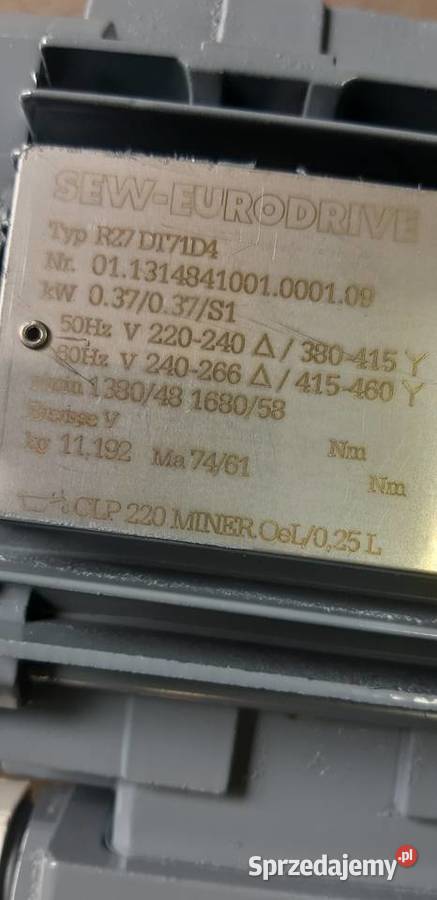 SEW-EURODRIVE
Typ R27 DT71D4
Nr. 01.1314841001.0001.09
kW 0.37/0.37/S1
50Hz V 220-240 Δ / 380-415 Y
60Hz V 240-266 Δ / 415-460 Y
1380/48 1680/58
V
kg 11,192 Ma 74/61 Nm
Nm
CLP 220 MINER OeL/0,25 L
Sprzedajemy.pl